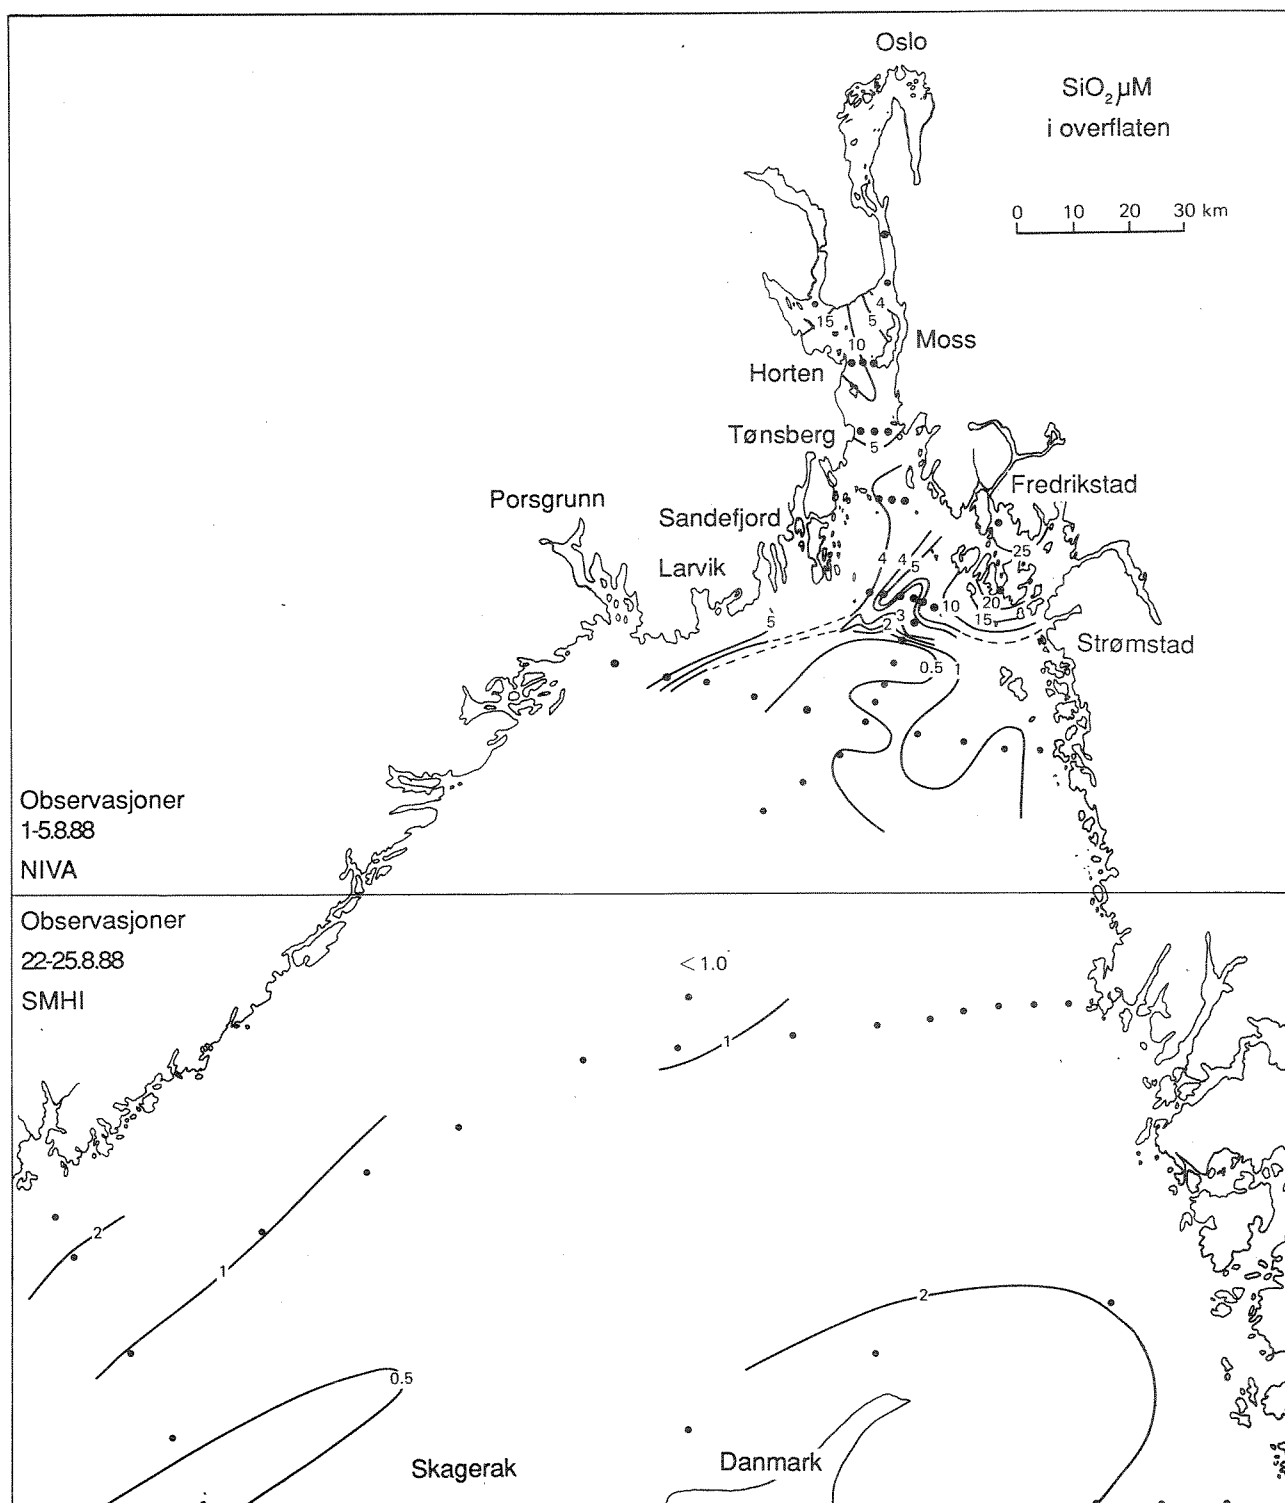 Oslo
SiO₂ µM
i overflaten
0 10 20 30 km
4
15
5
10
Moss
Horten
Tønsberg
5
Fredrikstad
Porsgrunn
Sandefjord
25
Larvik
4
4
5
20
10
15
5
3
2
Strømstad
0.5
1
Observasjoner
1-5.8.88
NIVA
Observasjoner
22-25.8.88
SMHI
<1.0
1
2
1
2
0.5
Skagerak
Danmark